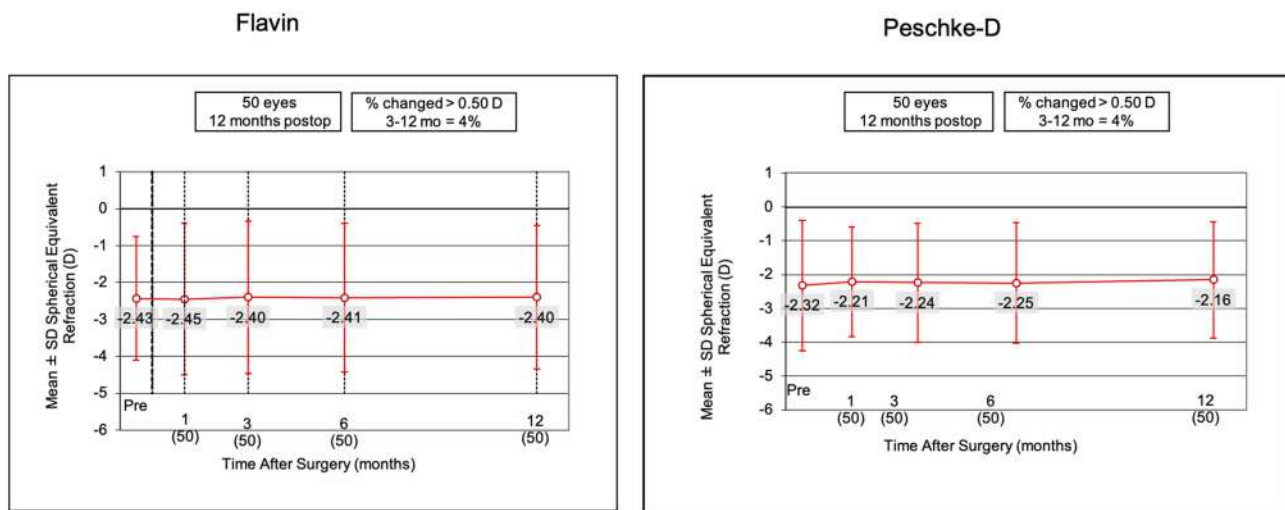 Flavin
50 eyes
12 months postop
% changed > 0.50 D
3-12 mo = 4%
Mean ± SD Spherical Equivalent
Refraction (D)
1
0
-1
-2
-3
-4
-5
-6
-2.43
-2.45
-2.40
-2.41
-2.40
Pre
1
(50)
3
(50)
6
(50)
12
(50)
Time After Surgery (months)
Peschke-D
50 eyes
12 months postop
% changed > 0.50 D
3-12 mo = 4%
Mean ± SD Spherical Equivalent
Refraction (D)
1
0
-1
-2
-3
-4
-5
-6
-2.32
-2.21
-2.24
-2.25
-2.16
Pre
1
(50)
3
(50)
6
(50)
12
(50)
Time After Surgery (months)